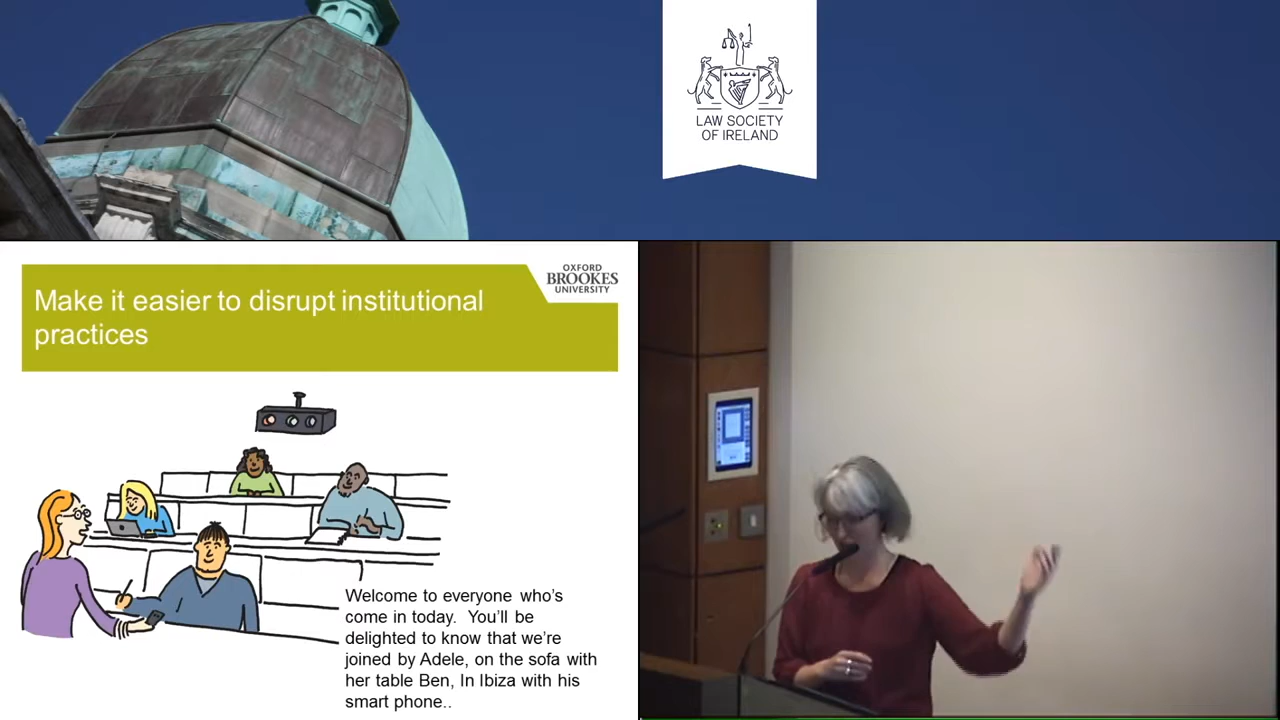 LAW SOCIETY
OF IRELAND
OXFORD
BROOKES
UNIVERSITY
Make it easier to disrupt institutional
practices
Welcome to everyone who's
come in today. You'll be
delighted to know that we're
joined by Adele, on the sofa with
her table Ben, In Ibiza with his
smart phone..